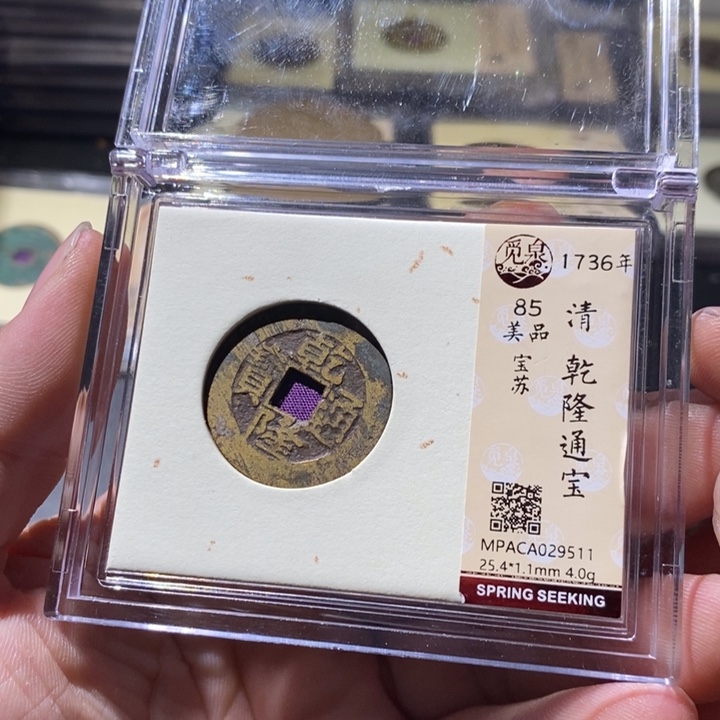 覓泉
1736年
85
美品
宝苏
清 乾隆通宝
MPACA029511
25.4*1.1mm 4.0g
SPRING SEEKING
乾隆通寶